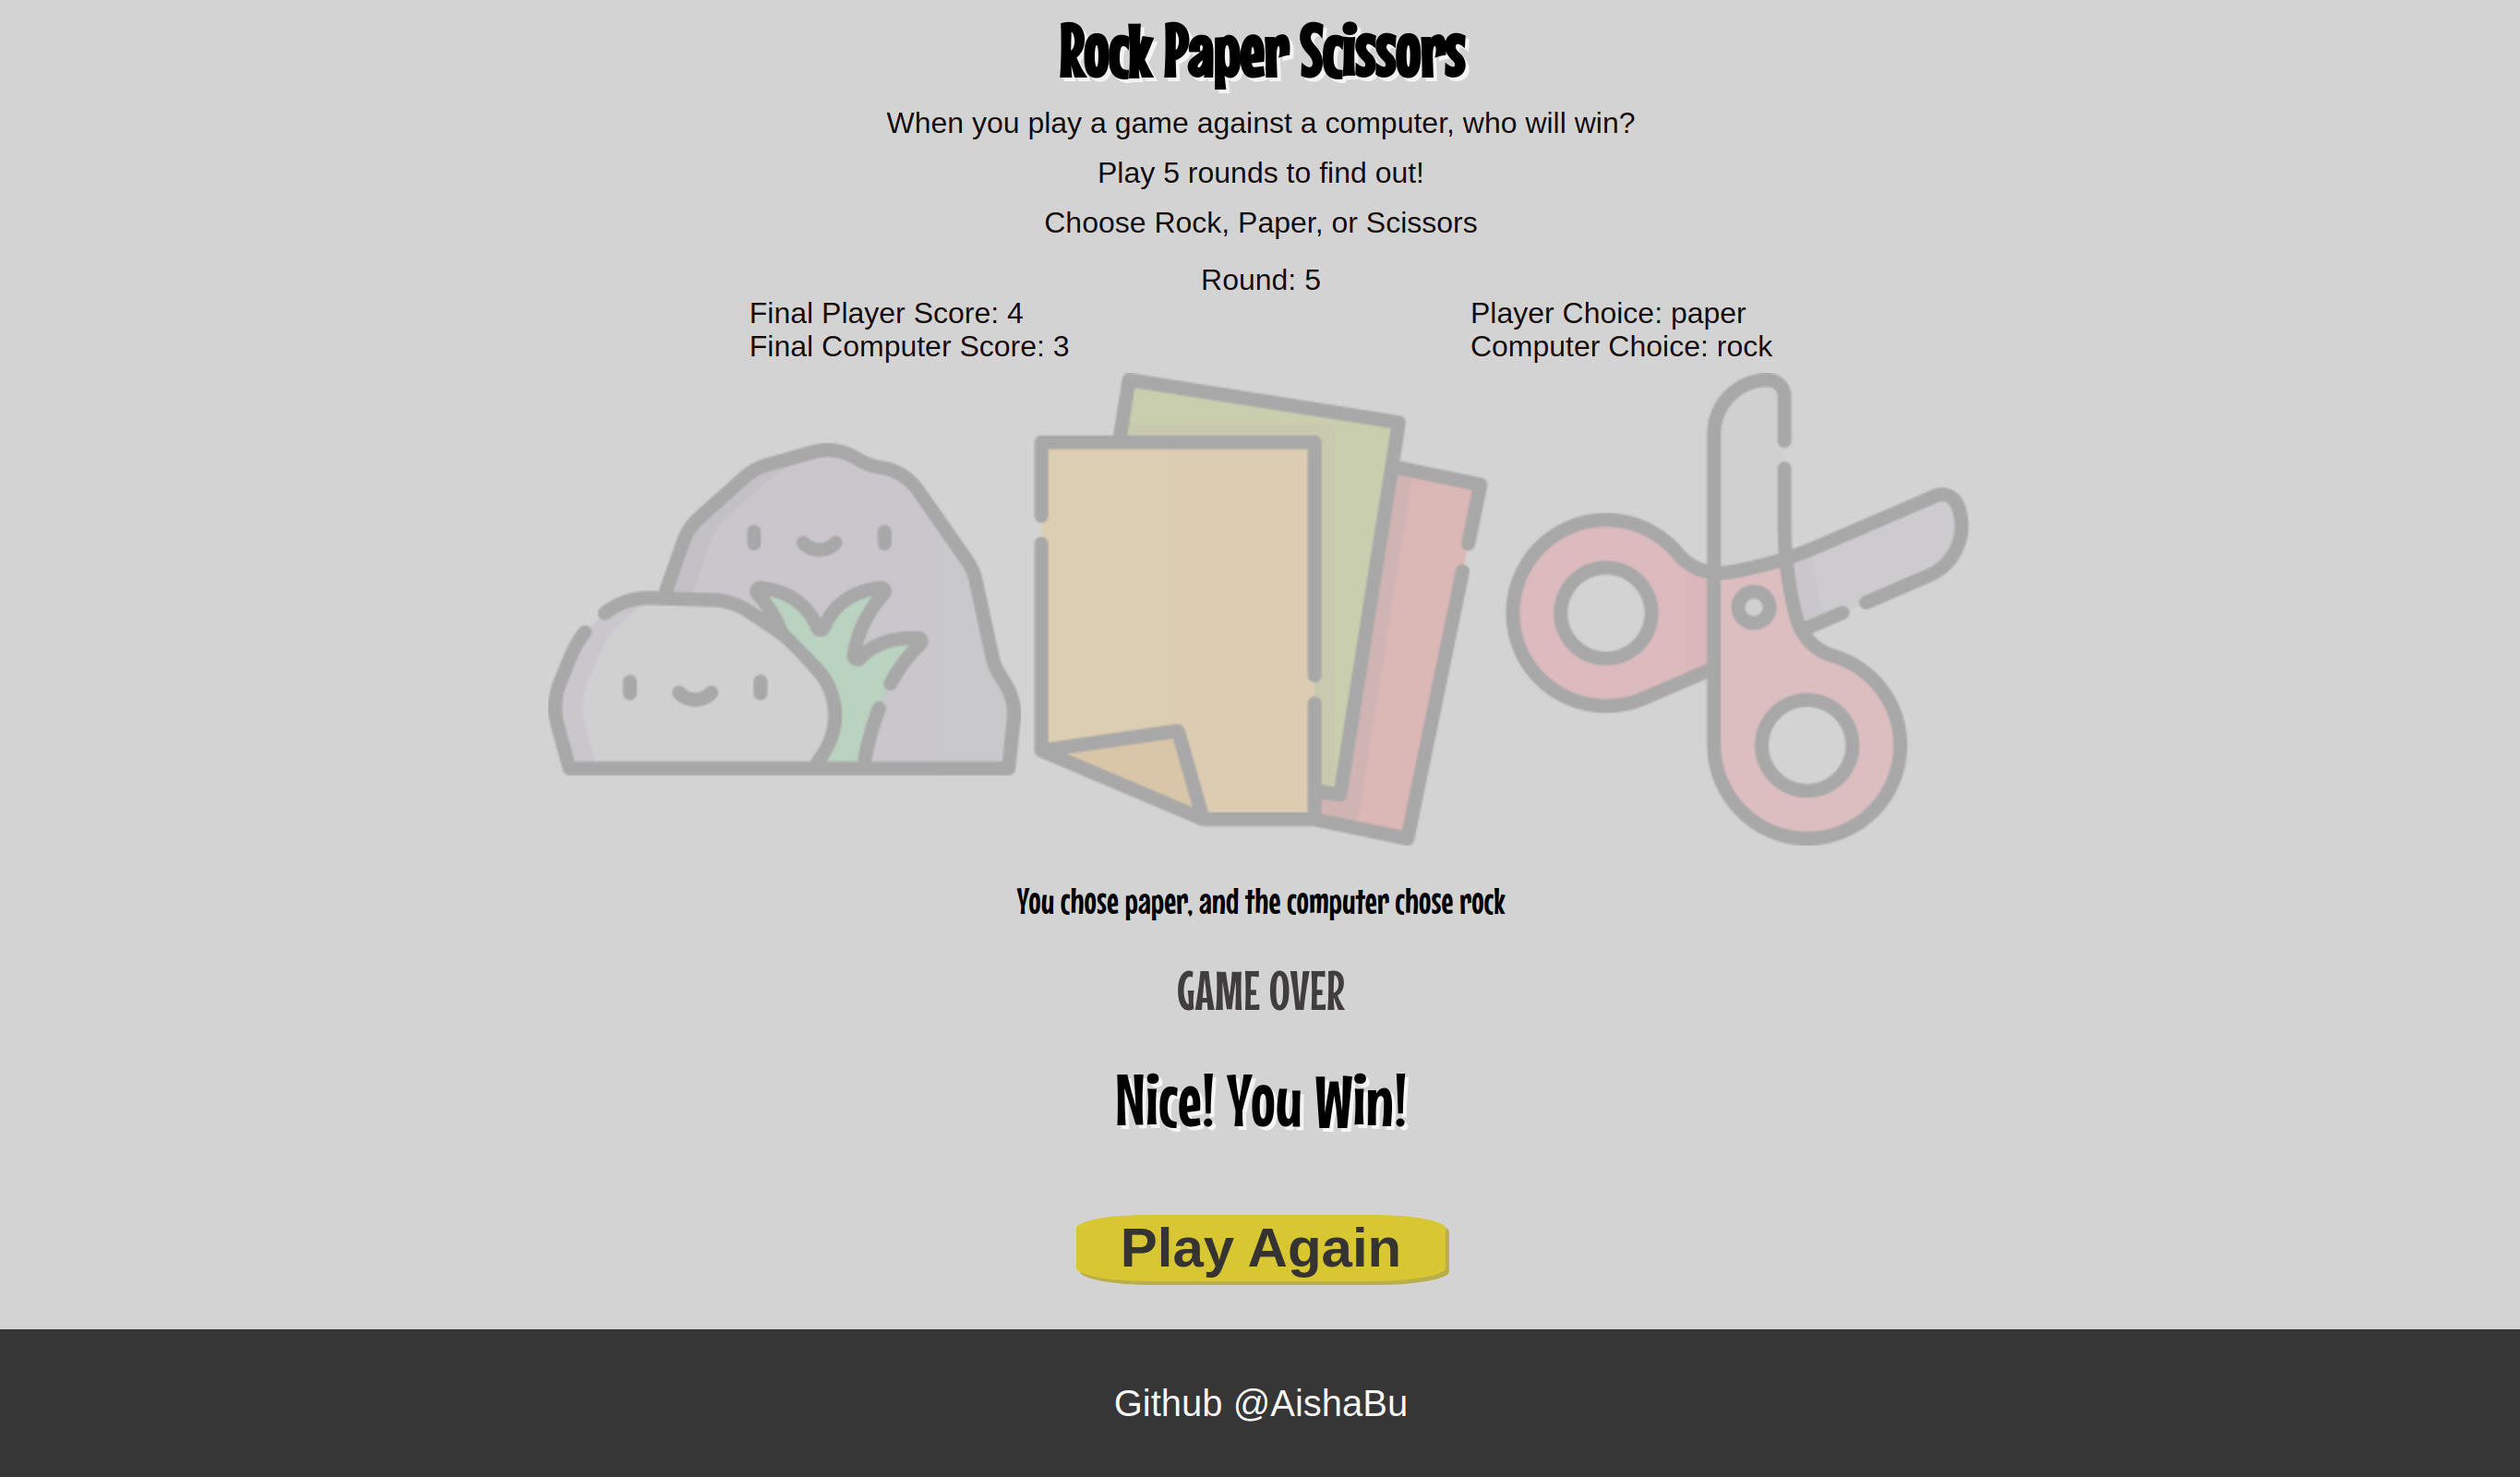 Rock Paper Scissors
When you play a game against a computer, who will win?
Play 5 rounds to find out!
Choose Rock, Paper, or Scissors
Round: 5
Final Player Score: 4
Final Computer Score: 3
Player Choice: paper
Computer Choice: rock
You chose paper, and the computer chose rock
GAME OVER
Nice! You Win!
Play Again
Github @AishaBu